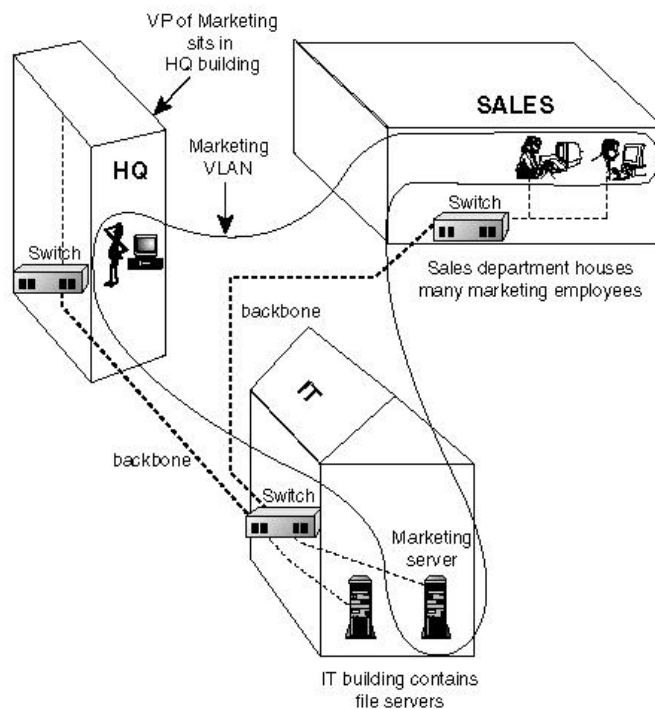 VP of Marketing
sits in
HQ building
SALES
Marketing
VLAN
HQ
Switch
Switch
Sales department houses
many marketing employees
backbone
IT
backbone
Switch
Marketing
server
IT building contains
file servers